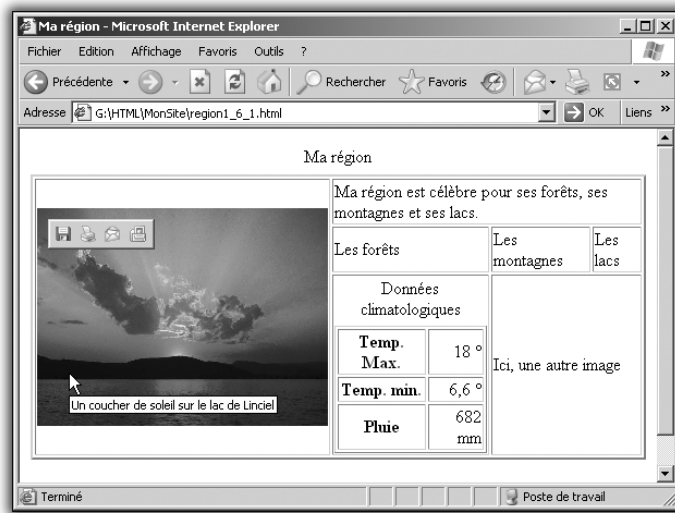 Ma région - Microsoft Internet Explorer
Fichier Edition Affichage Favoris Outils ?
Précédente Rechercher Favoris »
Adresse G:\HTML\MonSite\region1_6_1.html OK Liens »
Ma région
Ma région est célèbre pour ses forêts, ses
montagnes et ses lacs.
Les forêts
Les
montagnes
Les
lacs
Données
climatologiques
Temp.
Max.
18 °
Temp. min. 6,6 °
Pluie
682
mm
Ici, une autre image
Un coucher de soleil sur le lac de Linciel
Terminé Poste de travail